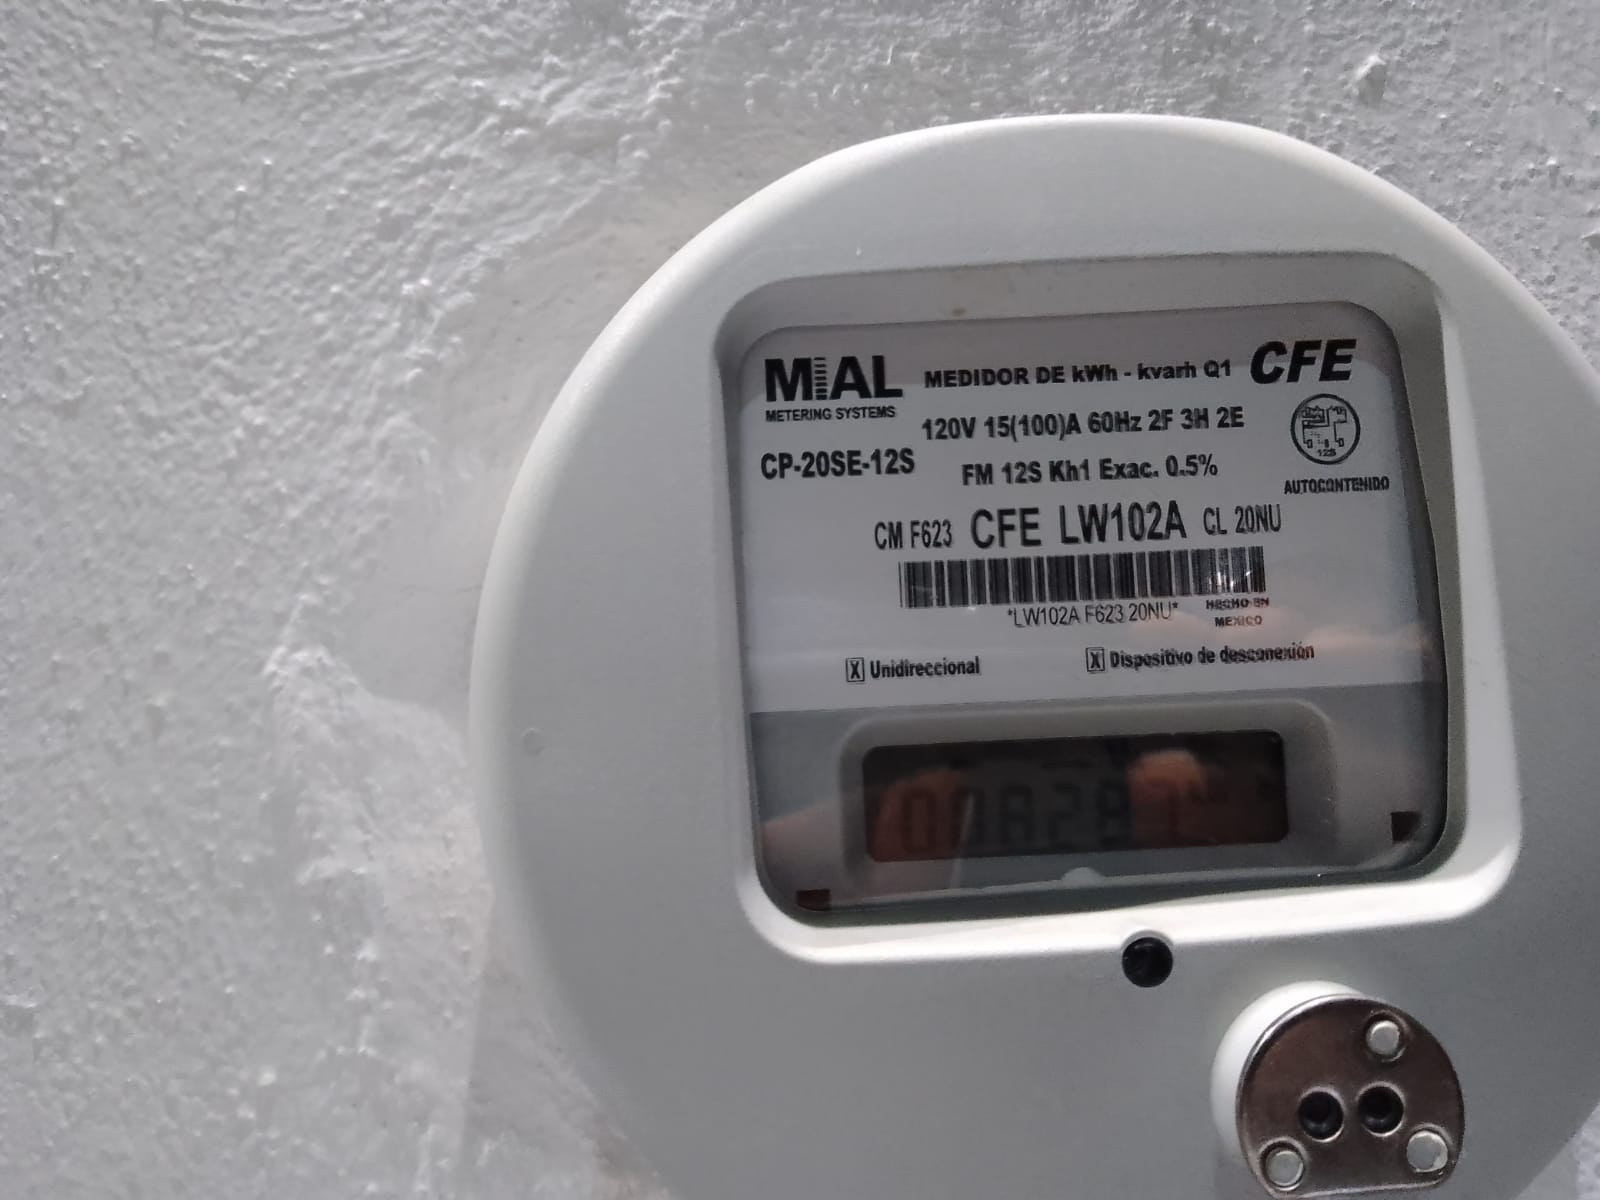 MIAL MEDIDOR DE kWh - kvarh Q1 CFE
METERING SYSTEMS
120V 15(100)A 60Hz 2F 3H 2E
CP-20SE-12S FM 12S Kh1 Exac. 0.5%
12S
AUTOCONTENIDO
CM F623 CFE LW102A CL 20NU
*LW102A F623 20NU* HECHO EN
MEXICO
X Unidireccional X Dispositivo de desconexión